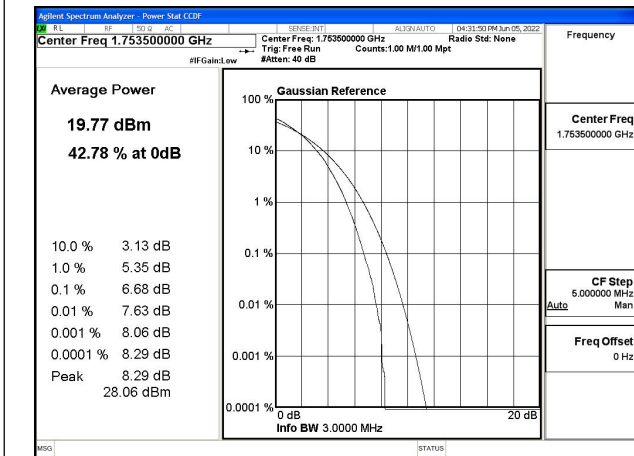 Agilent Spectrum Analyzer - Power Stat CCDF
RL RF 50 Ω AC SENSE:INT ALIGN AUTO 04:31:50 PM Jun 05, 2022
Center Freq 1.753500000 GHz
Center Freq: 1.753500000 GHz Radio Std: None
Trig: Free Run Counts:1.00 M/1.00 Mpt
#IFGain:Low #Atten: 40 dB
Frequency
Average Power
19.77 dBm
42.78 % at 0dB
10.0 % 3.13 dB
1.0 % 5.35 dB
0.1 % 6.68 dB
0.01 % 7.63 dB
0.001 % 8.06 dB
0.0001 % 8.29 dB
Peak 8.29 dB
28.06 dBm
Gaussian Reference
100 %
10 %
1 %
0.1 %
0.01 %
0.001 %
0.0001 %
0 dB 20 dB
Info BW 3.0000 MHz
Center Freq
1.753500000 GHz
CF Step
5.000000 MHz
Auto Man
Freq Offset
0 Hz
MSG STATUS